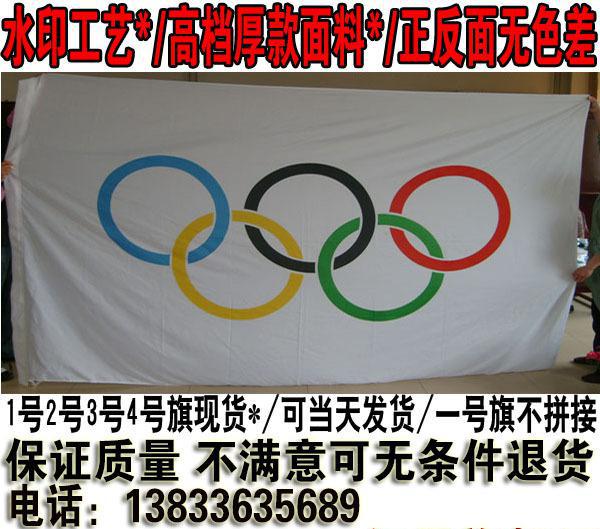 水印工艺*/高档厚款面料*/正反面无色差
1号2号3号4号旗现货*/可当天发货/一号旗不拼接
保证质量 不满意可无条件退货
电话：13833635689